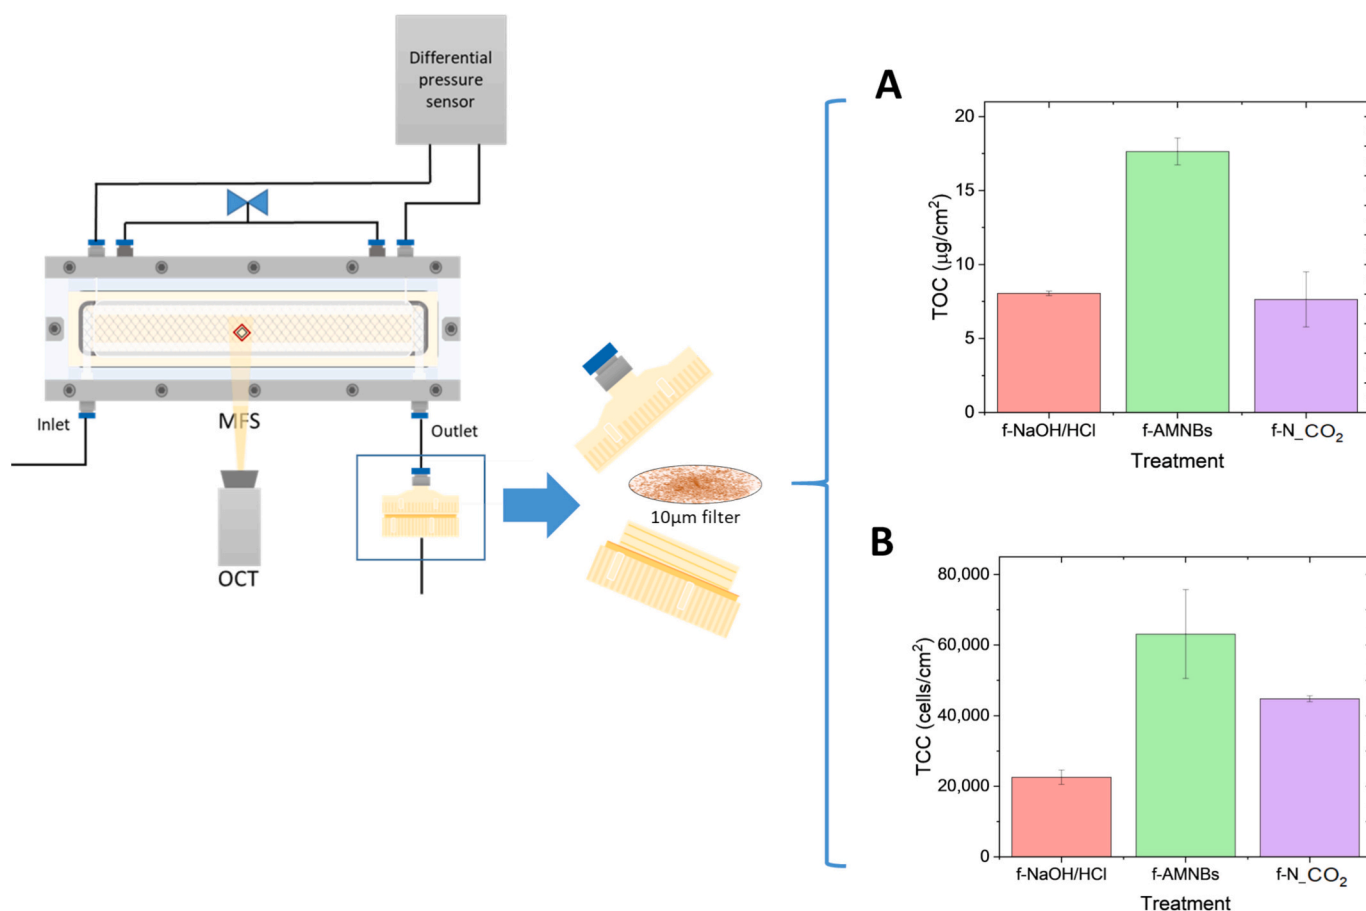 Differential
pressure
sensor
Inlet
MFS
Outlet
OCT
10µm filter
A
TOC (µg/cm²)
20
15
10
5
0
f-NaOH/HCl
f-AMNBs
f-N_CO₂
Treatment
B
TCC (cells/cm²)
80,000
60,000
40,000
20,000
0
f-NaOH/HCl
f-AMNBs
f-N_CO₂
Treatment